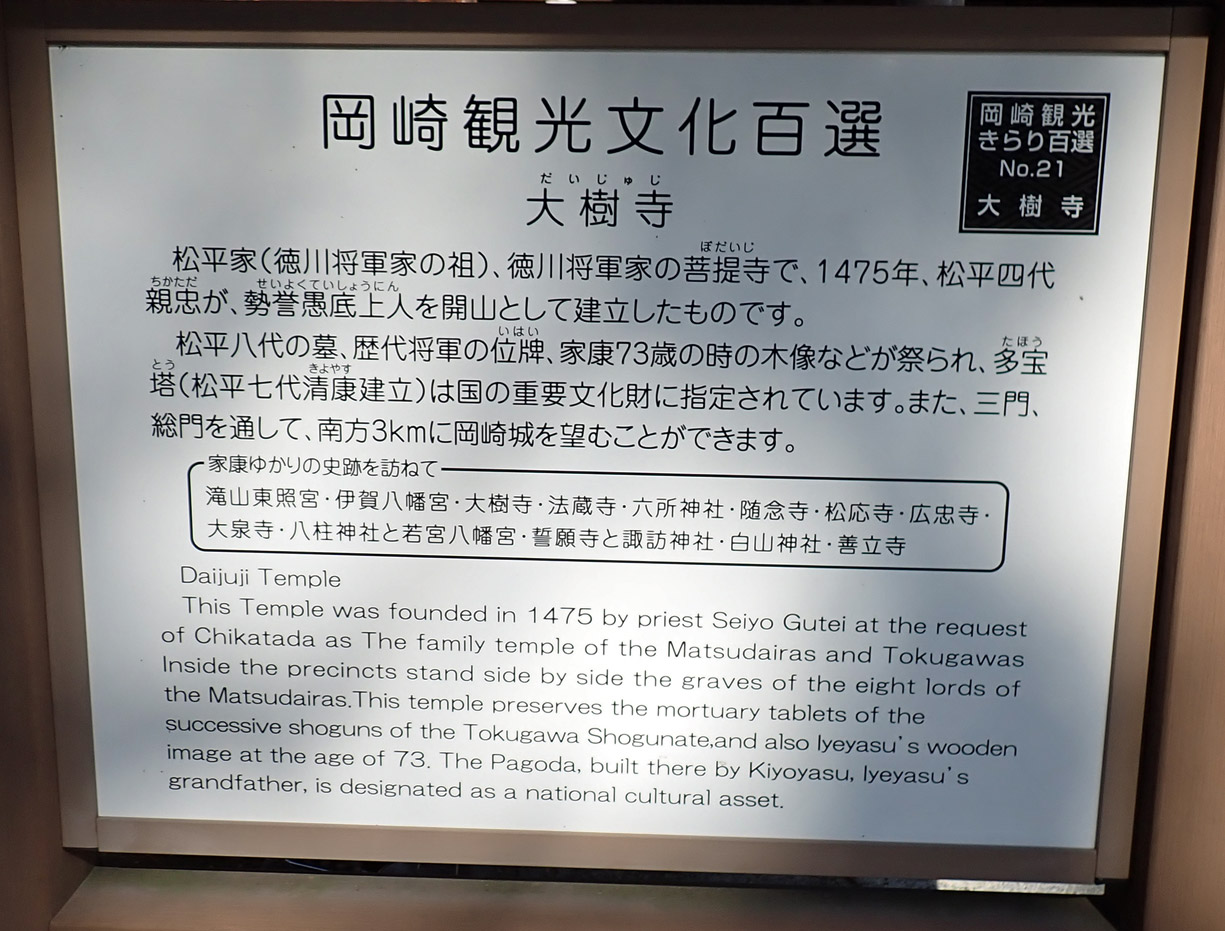 岡崎観光文化百選
岡崎観光
きらり百選
No.21
大樹寺
だいじゅじ
大樹寺
ぼだいじ
松平家(徳川将軍家の祖)、徳川将軍家の菩提寺で、1475年、松平四代
ちかただ せいよくていしょうにん
親忠が、勢誉愚底上人を開山として建立したものです。
いはい たほう
松平八代の墓、歴代将軍の位牌、家康73歳の時の木像などが祭られ、多宝
とう きよやす
塔(松平七代清康建立)は国の重要文化財に指定されています。また、三門、
総門を通して、南方3kmに岡崎城を望むことができます。
家康ゆかりの史跡を訪ねて
滝山東照宮・伊賀八幡宮・大樹寺・法蔵寺・六所神社・随念寺・松応寺・広忠寺・
大泉寺・八柱神社と若宮八幡宮・誓願寺と諏訪神社・白山神社・善立寺
Daijuji Temple
This Temple was founded in 1475 by priest Seiyo Gutei at the request
of Chikatada as The family temple of the Matsudairas and Tokugawas
Inside the precincts stand side by side the graves of the eight lords of
the Matsudairas.This temple preserves the mortuary tablets of the
successive shoguns of the Tokugawa Shogunate,and also Iyeyasu's wooden
image at the age of 73. The Pagoda, built there by Kiyoyasu, Iyeyasu's
grandfather, is designated as a national cultural asset.